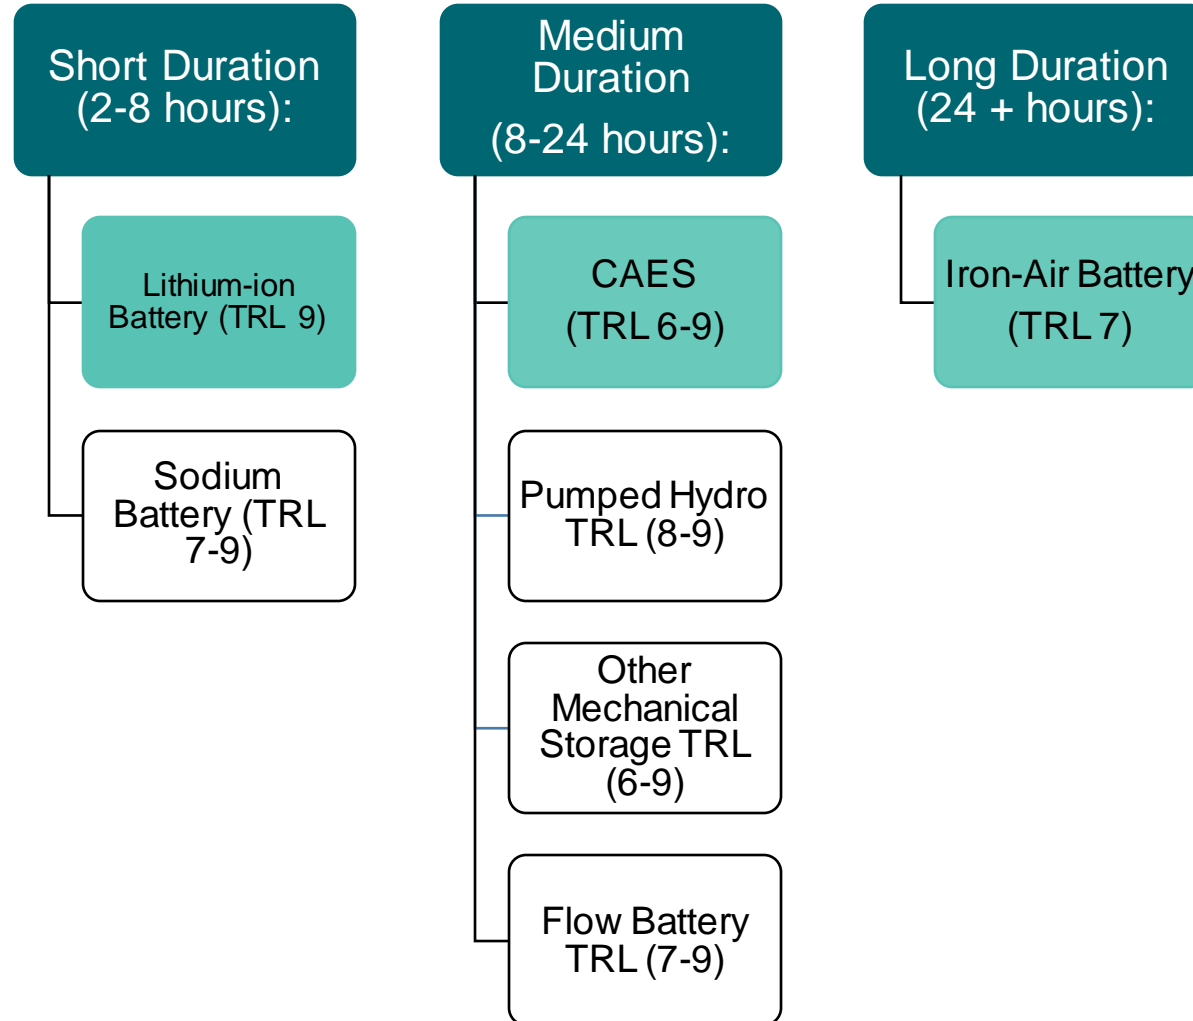 Short Duration
(2-8 hours):
Lithium-ion
Battery (TRL 9)
Sodium
Battery (TRL
7-9)
Medium
Duration
(8-24 hours):
CAES
(TRL 6-9)
Pumped Hydro
TRL (8-9)
Other
Mechanical
Storage TRL
(6-9)
Flow Battery
TRL (7-9)
Long Duration
(24 + hours):
Iron-Air Battery
(TRL 7)